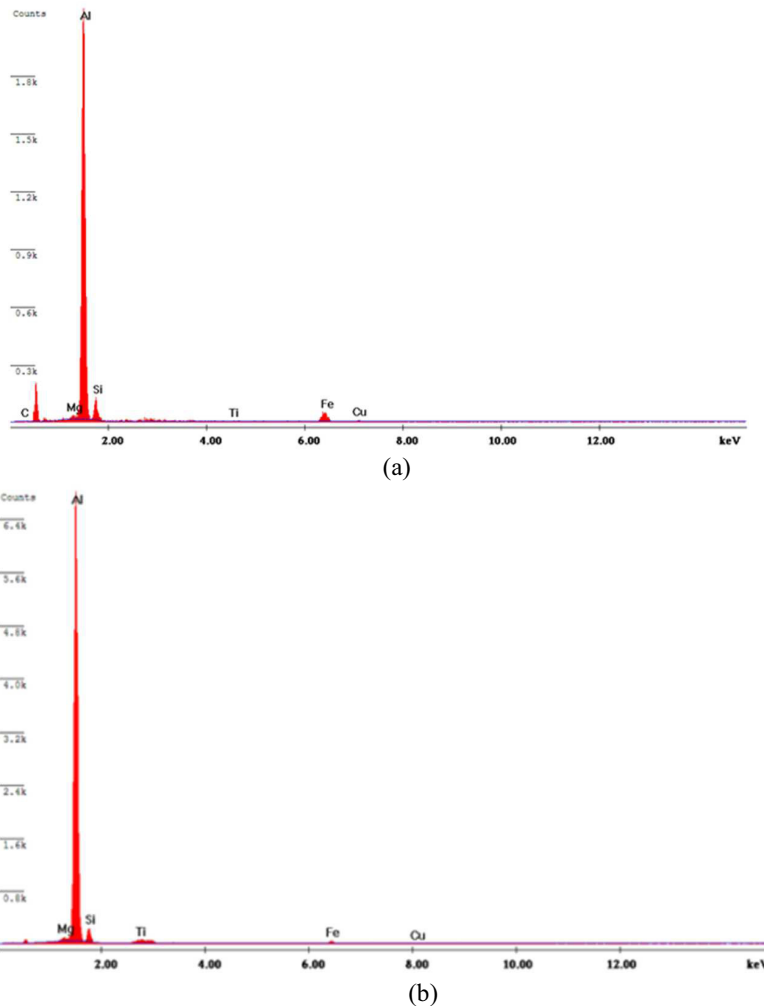 Counts
Al
1.8k
1.5k
1.2k
0.9k
0.6k
0.3k
C Mg Si Ti Fe Cu
2.00 4.00 6.00 8.00 10.00 12.00 keV
(a)
Counts
Al
6.4k
5.6k
4.8k
4.0k
3.2k
2.4k
1.6k
0.8k
Mg Si Ti Fe Cu
2.00 4.00 6.00 8.00 10.00 12.00 keV
(b)